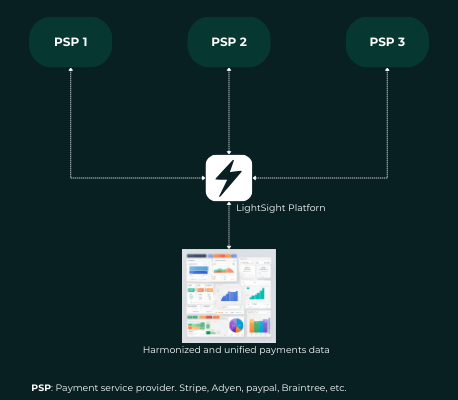 PSP 1
PSP 2
PSP 3
LightSight Platforn
Harmonized and unified payments data
PSP: Payment service provider. Stripe, Adyen, paypal, Braintree, etc.